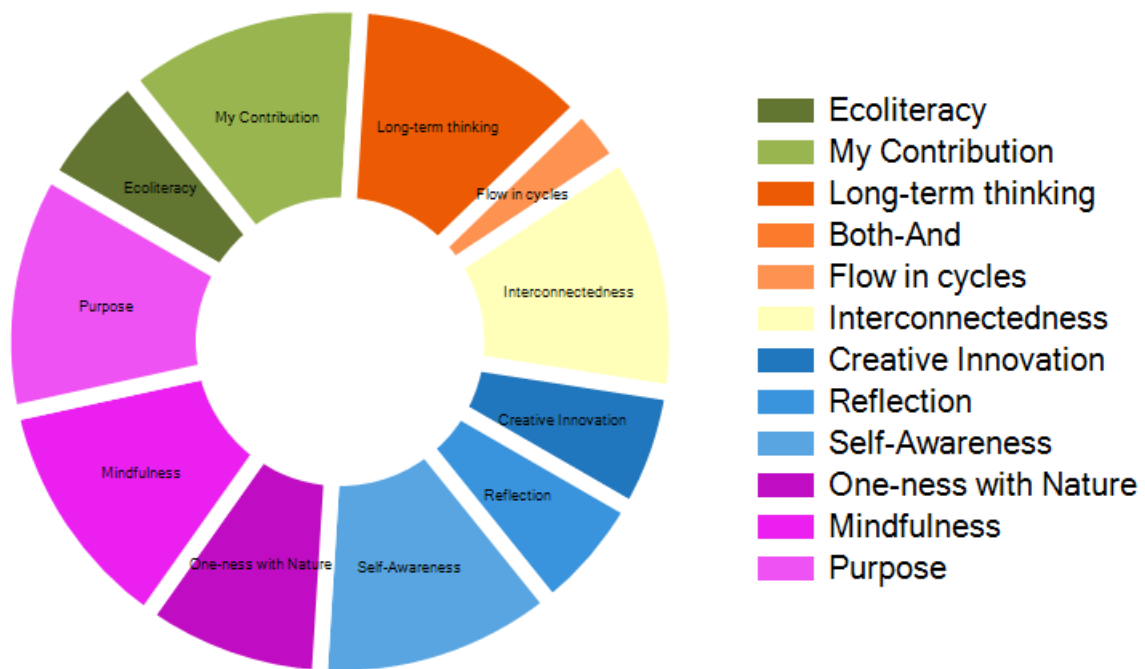 My Contribution
Long-term thinking
Ecoliteracy
Flow in cycles
Purpose
Interconnectedness
Creative Innovation
Mindfulness
Reflection
One-ness with Nature
Self-Awareness
Ecoliteracy
My Contribution
Long-term thinking
Both-And
Flow in cycles
Interconnectedness
Creative Innovation
Reflection
Self-Awareness
One-ness with Nature
Mindfulness
Purpose